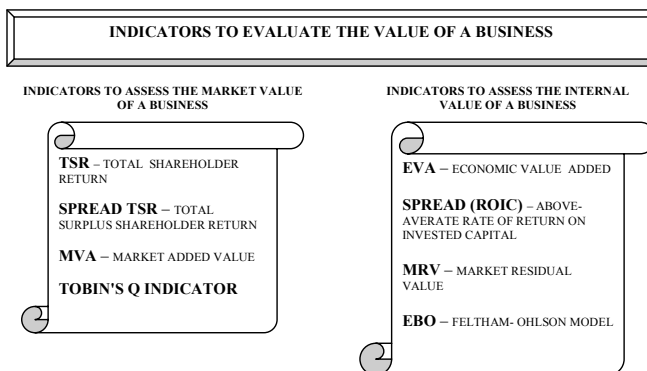 INDICATORS TO EVALUATE THE VALUE OF A BUSINESS
INDICATORS TO ASSESS THE MARKET VALUE
OF A BUSINESS
TSR – TOTAL SHAREHOLDER
RETURN
SPREAD TSR – TOTAL
SURPLUS SHAREHOLDER RETURN
MVA – MARKET ADDED VALUE
TOBIN'S Q INDICATOR
INDICATORS TO ASSESS THE INTERNAL
VALUE OF A BUSINESS
EVA – ECONOMIC VALUE ADDED
SPREAD (ROIC) – ABOVE-
AVERATE RATE OF RETURN ON
INVESTED CAPITAL
MRV – MARKET RESIDUAL
VALUE
EBO – FELTHAM- OHLSON MODEL